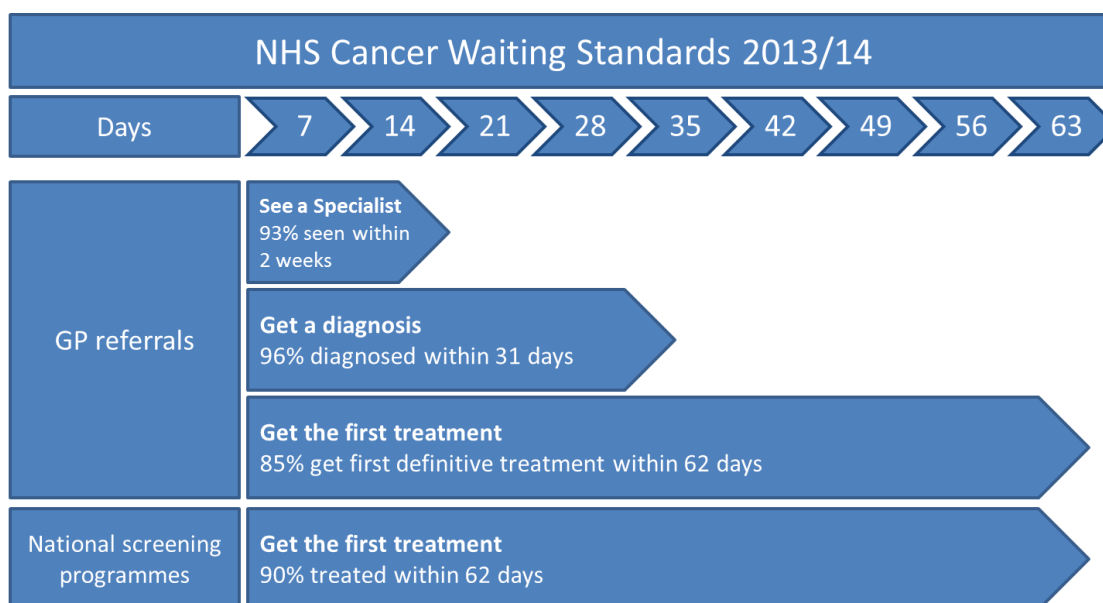 NHS Cancer Waiting Standards 2013/14
Days
7
14
21
28
35
42
49
56
63
GP referrals
See a Specialist
93% seen within
2 weeks
Get a diagnosis
96% diagnosed within 31 days
Get the first treatment
85% get first definitive treatment within 62 days
National screening
programmes
Get the first treatment
90% treated within 62 days